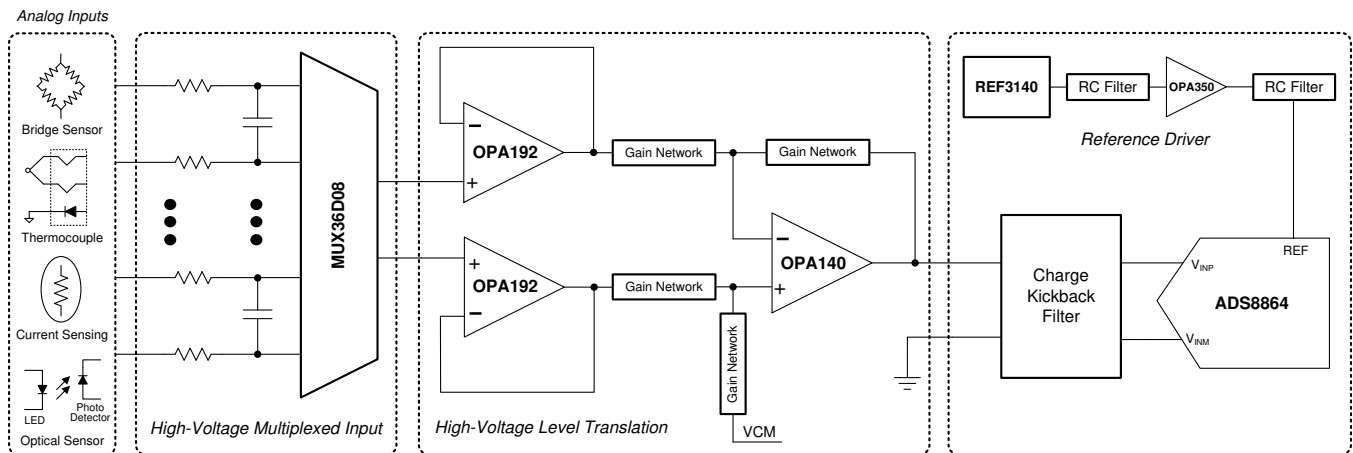 Analog Inputs
Bridge Sensor
Thermocouple
Current Sensing
LED
Photo
Detector
Optical Sensor
MUX36D08
High-Voltage Multiplexed Input
OPA192
OPA192
Gain Network
Gain Network
Gain Network
Gain Network
OPA140
VCM
High-Voltage Level Translation
REF3140
RC Filter
OPA350
RC Filter
Reference Driver
Charge
Kickback
Filter
REF
VINP
ADS8864
VINM